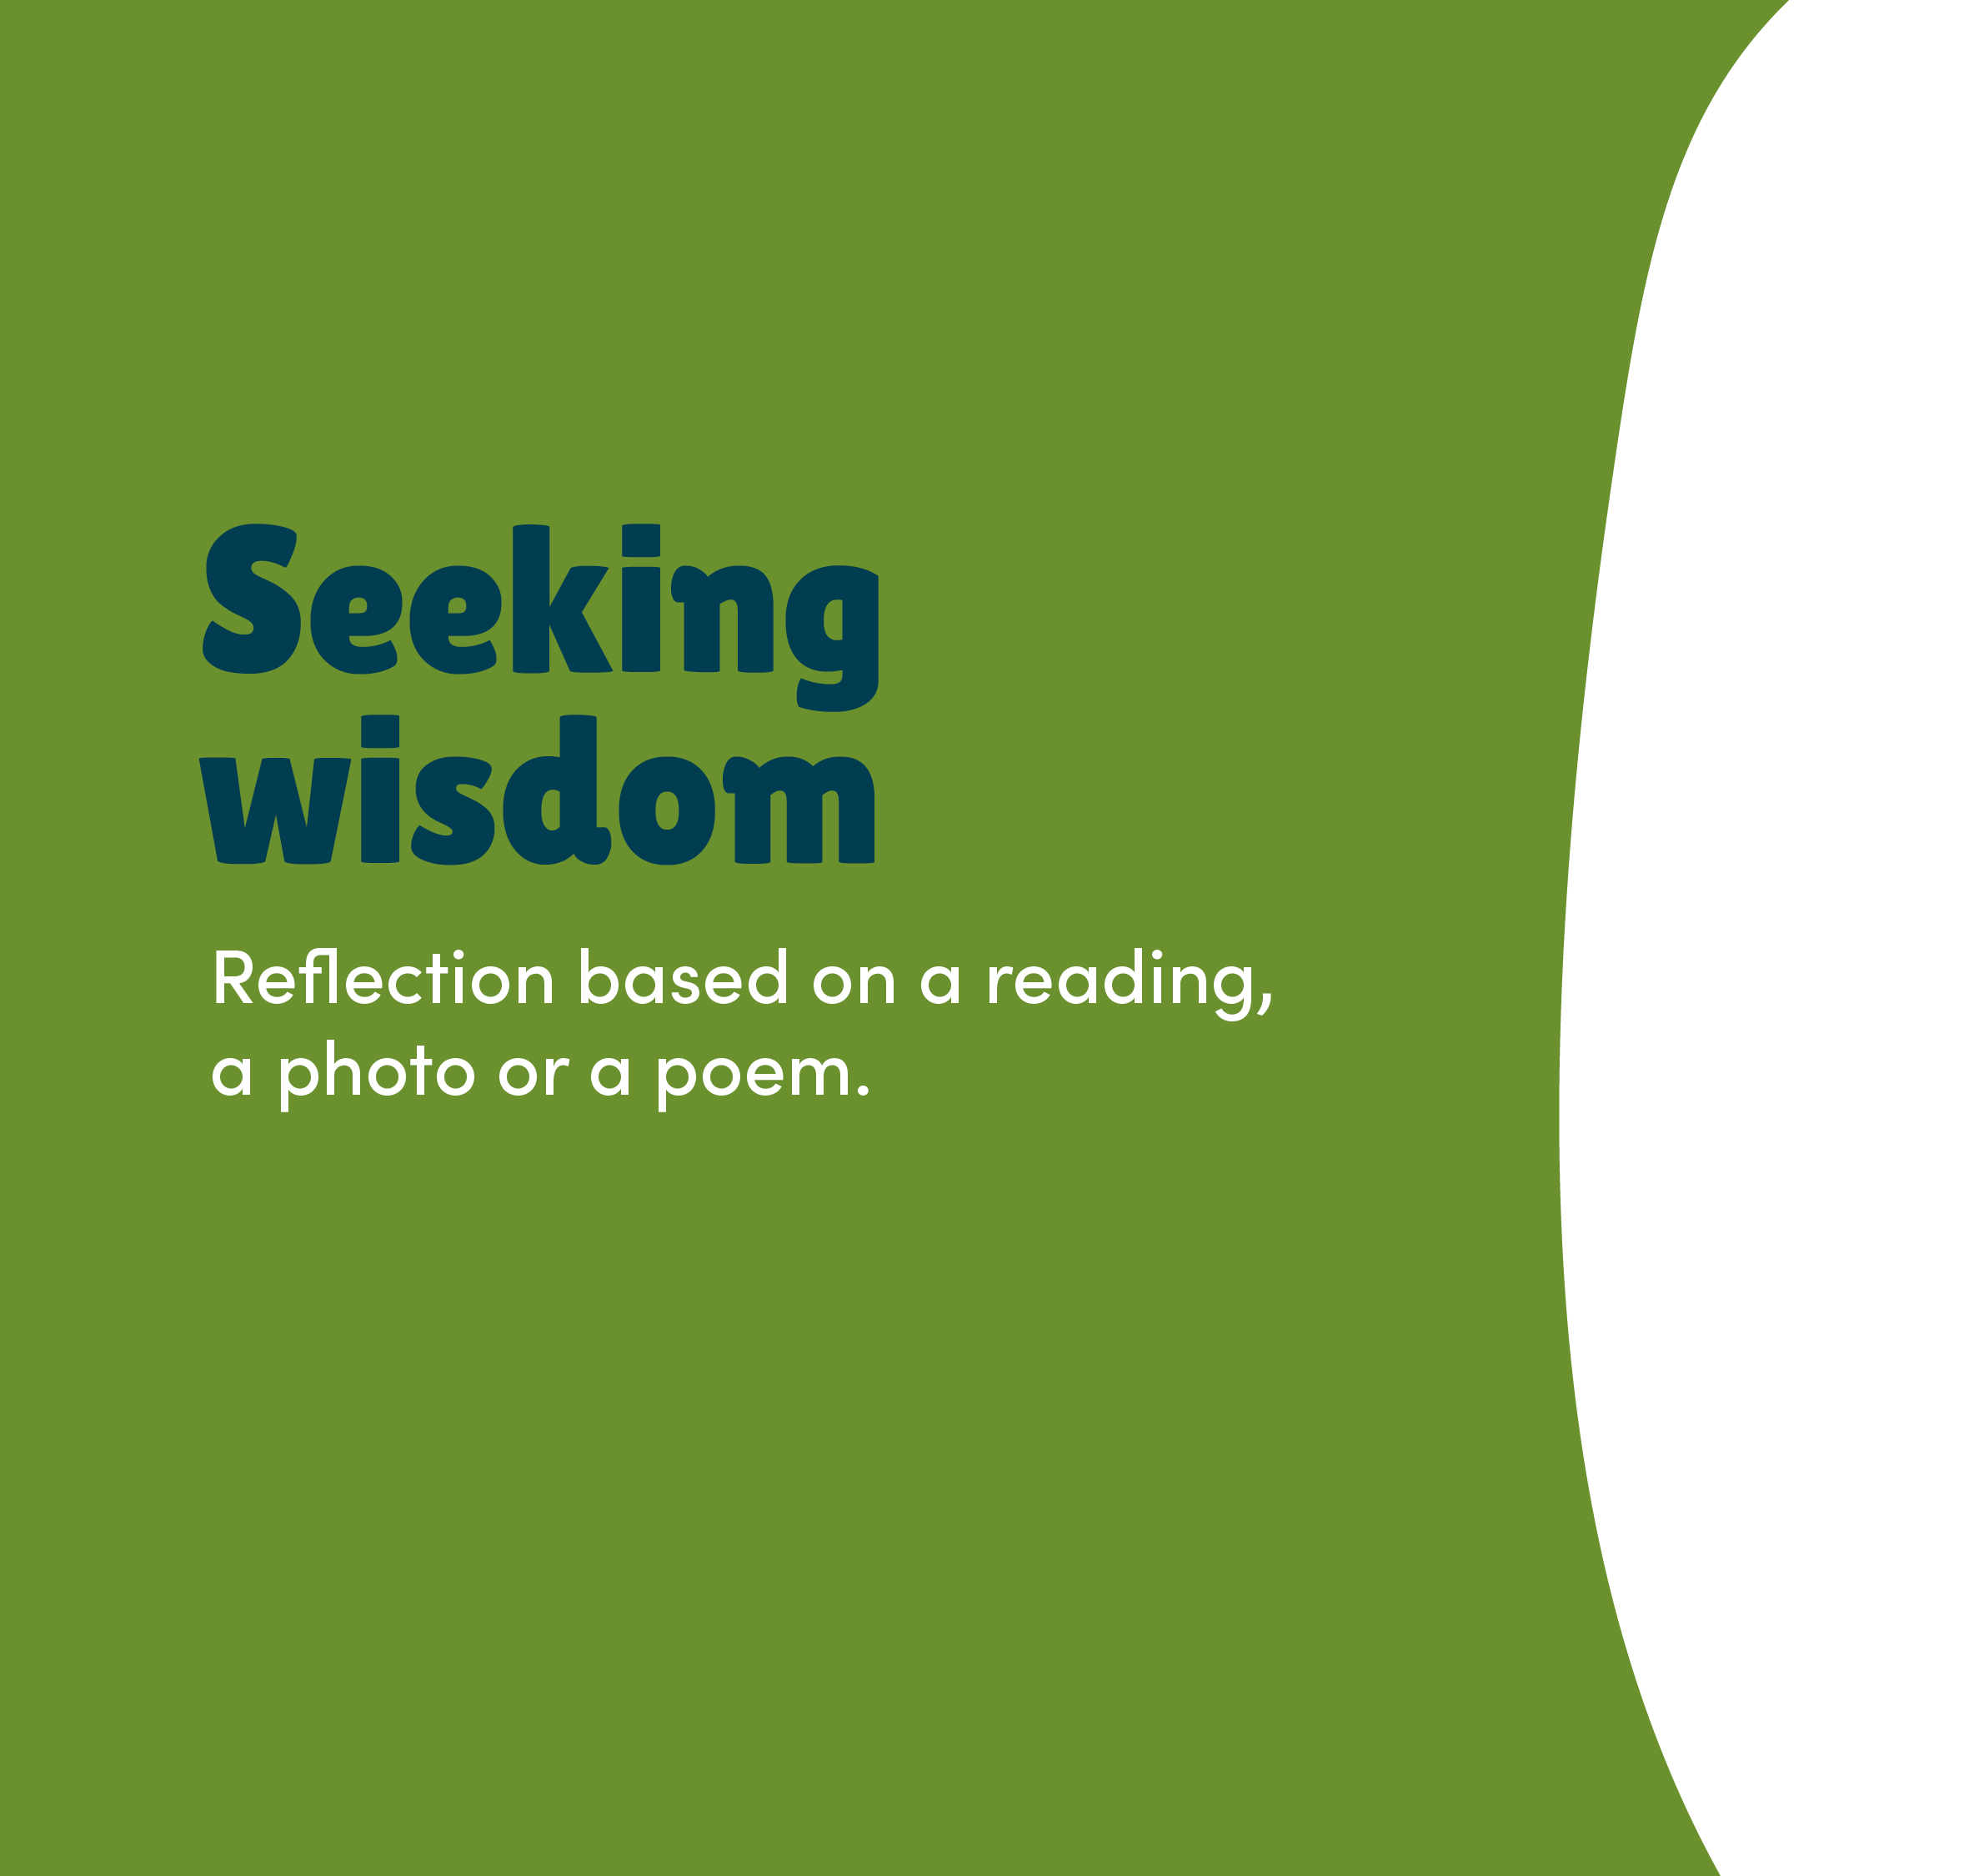 Seeking
wisdom
Reflection based on a reading,
a photo or a poem.